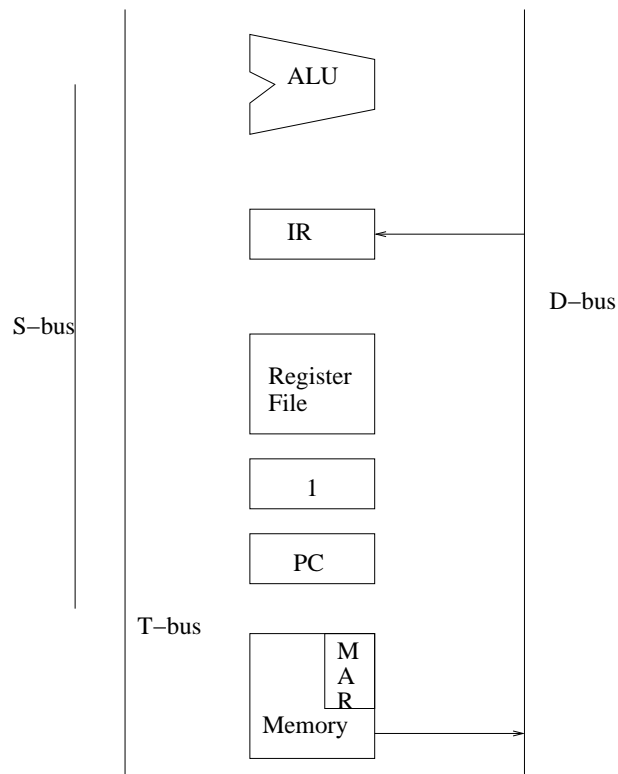 ALU
IR
D−bus
S−bus
Register
File
1
PC
T−bus
M
A
R
Memory